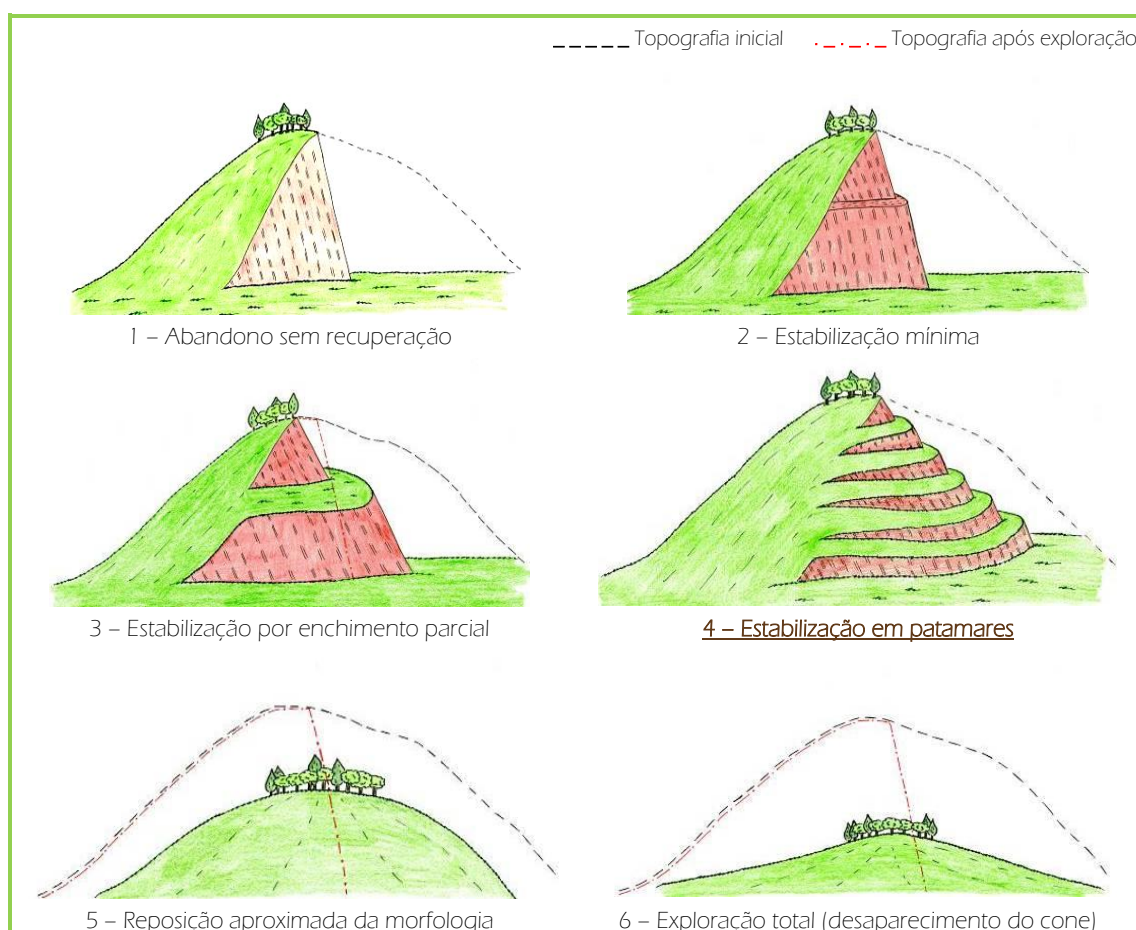 Topografia inicial Topografia após exploração
1 – Abandono sem recuperação
2 – Estabilização mínima
3 – Estabilização por enchimento parcial
4 – Estabilização em patamares
5 – Reposição aproximada da morfologia
6 – Exploração total (desaparecimento do cone)